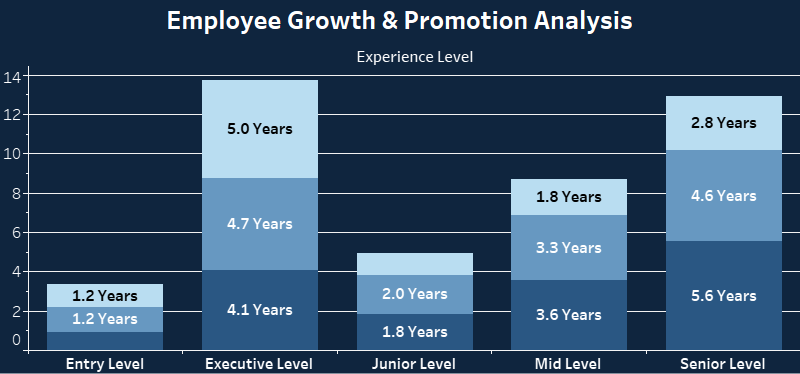 Employee Growth & Promotion Analysis
Experience Level
14
12
10
8
6
4
2
0
1.2 Years
1.2 Years
5.0 Years
4.7 Years
4.1 Years
2.0 Years
1.8 Years
1.8 Years
3.3 Years
3.6 Years
2.8 Years
4.6 Years
5.6 Years
Entry Level Executive Level Junior Level Mid Level Senior Level